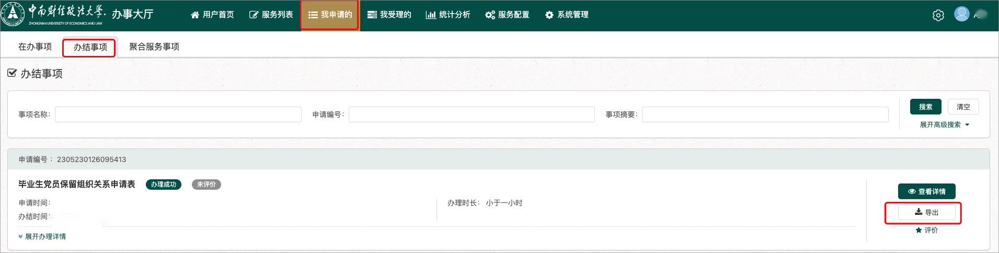 中南财经政法大学 办事大厅 用户首页 服务列表 我申请的 我受理的 统计分析 服务配置 系统管理
ZHONGNAN UNIVERSITY OF ECONOMICS AND LAW
在办事项 办结事项 聚合服务事项
办结事项
事项名称: 申请编号: 事项摘要: 搜索 清空
展开高级搜索
申请编号： 2305230126095413
毕业生党员保留组织关系申请表 办理成功 未评价
查看详情
申请时间: 办理时长: 小于一小时
导出
办结时间:
评价
展开办理详情